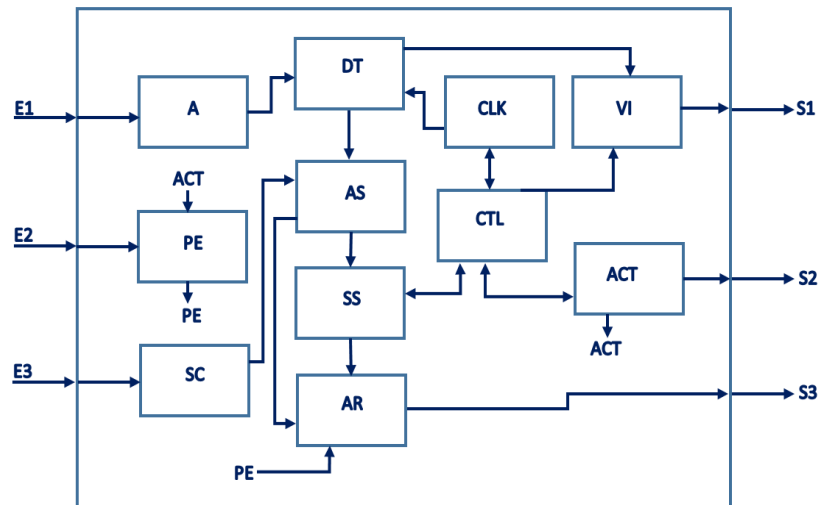 DT
E1
A
CLK
VI
S1
ACT
AS
CTL
E2
PE
ACT
S2
SS
PE
ACT
E3
SC
AR
S3
PE